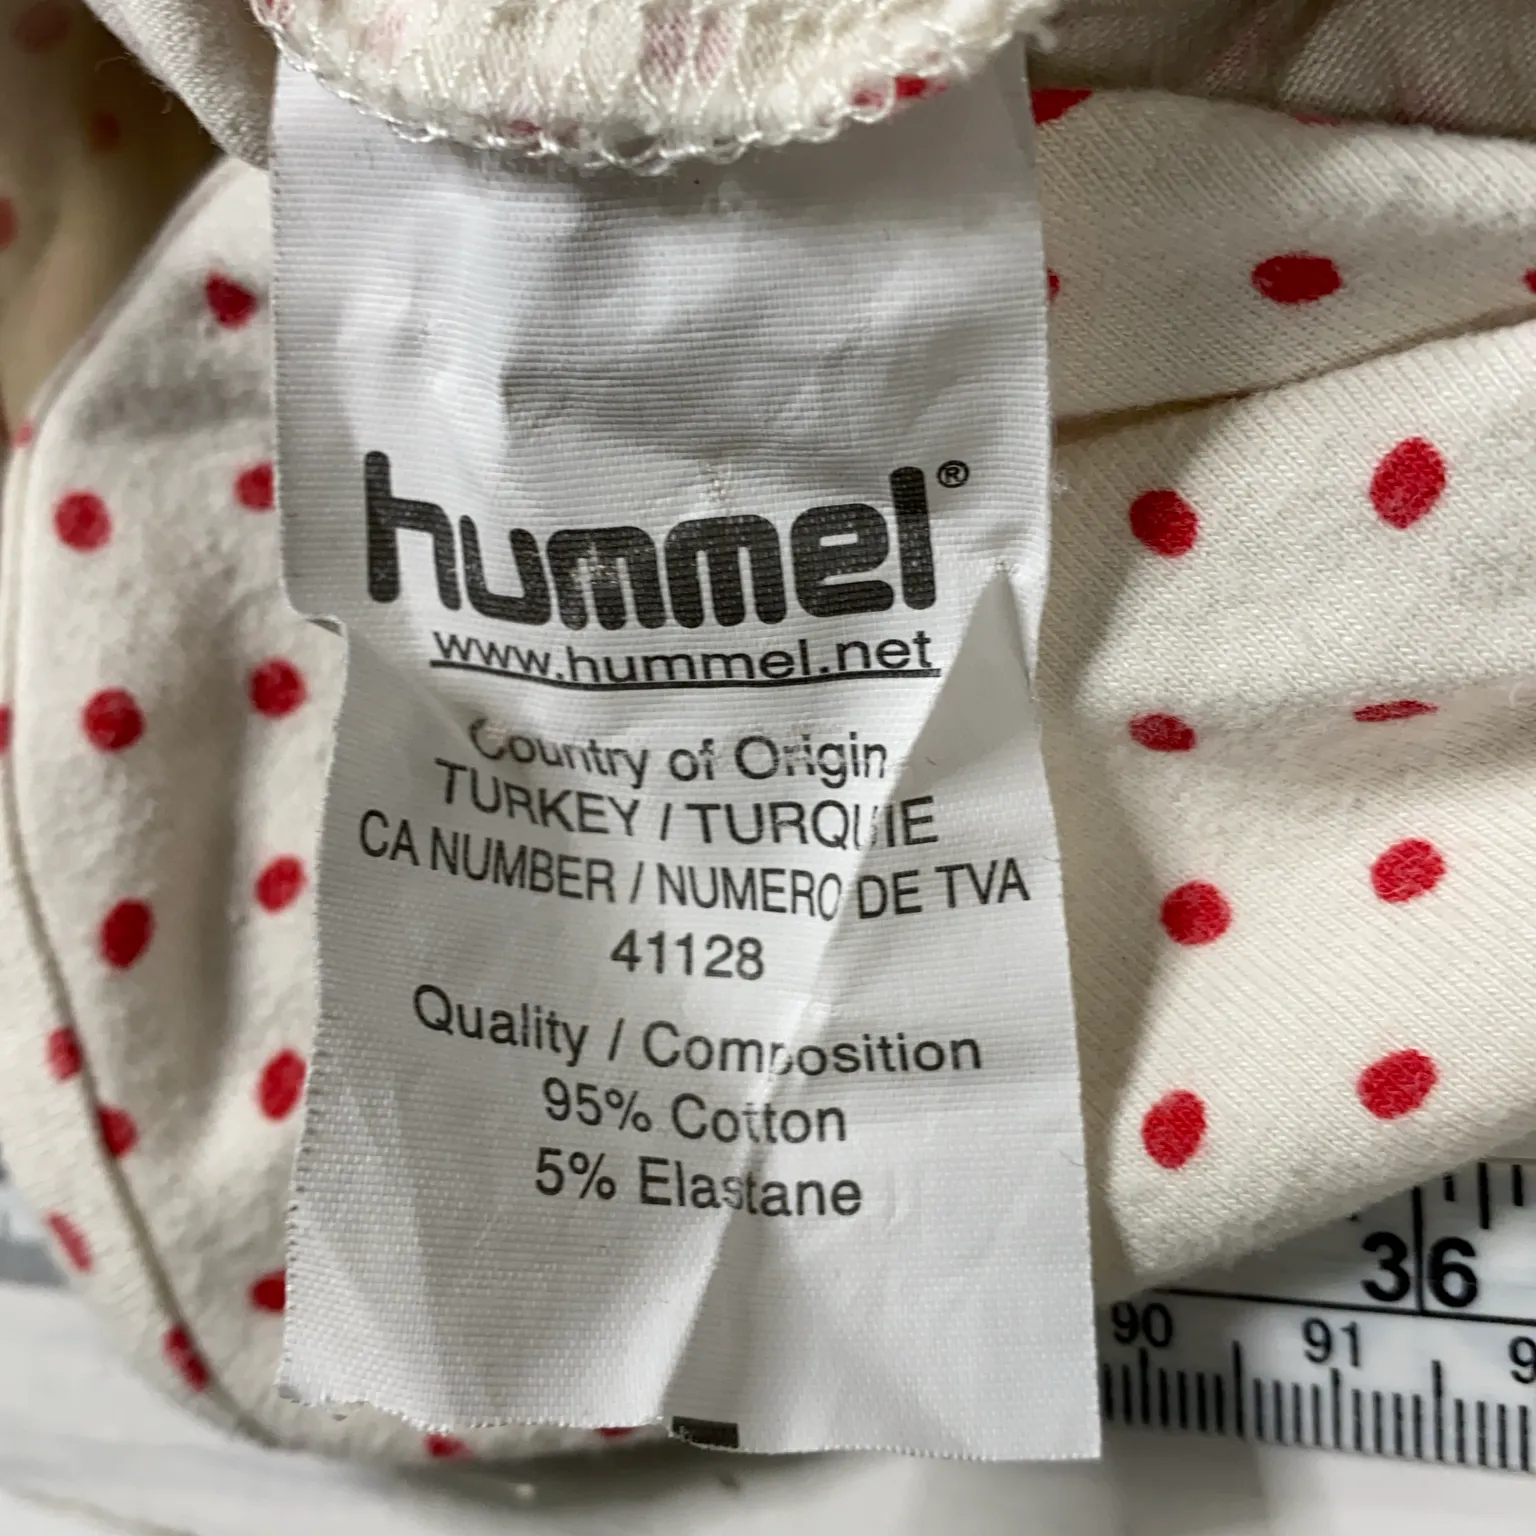 hummel®
www.hummel.net
Country of Origin
TURKEY / TURQUIE
CA NUMBER / NUMERO DE TVA
41128
Quality / Composition
95% Cotton
5% Elastane
36
90 91